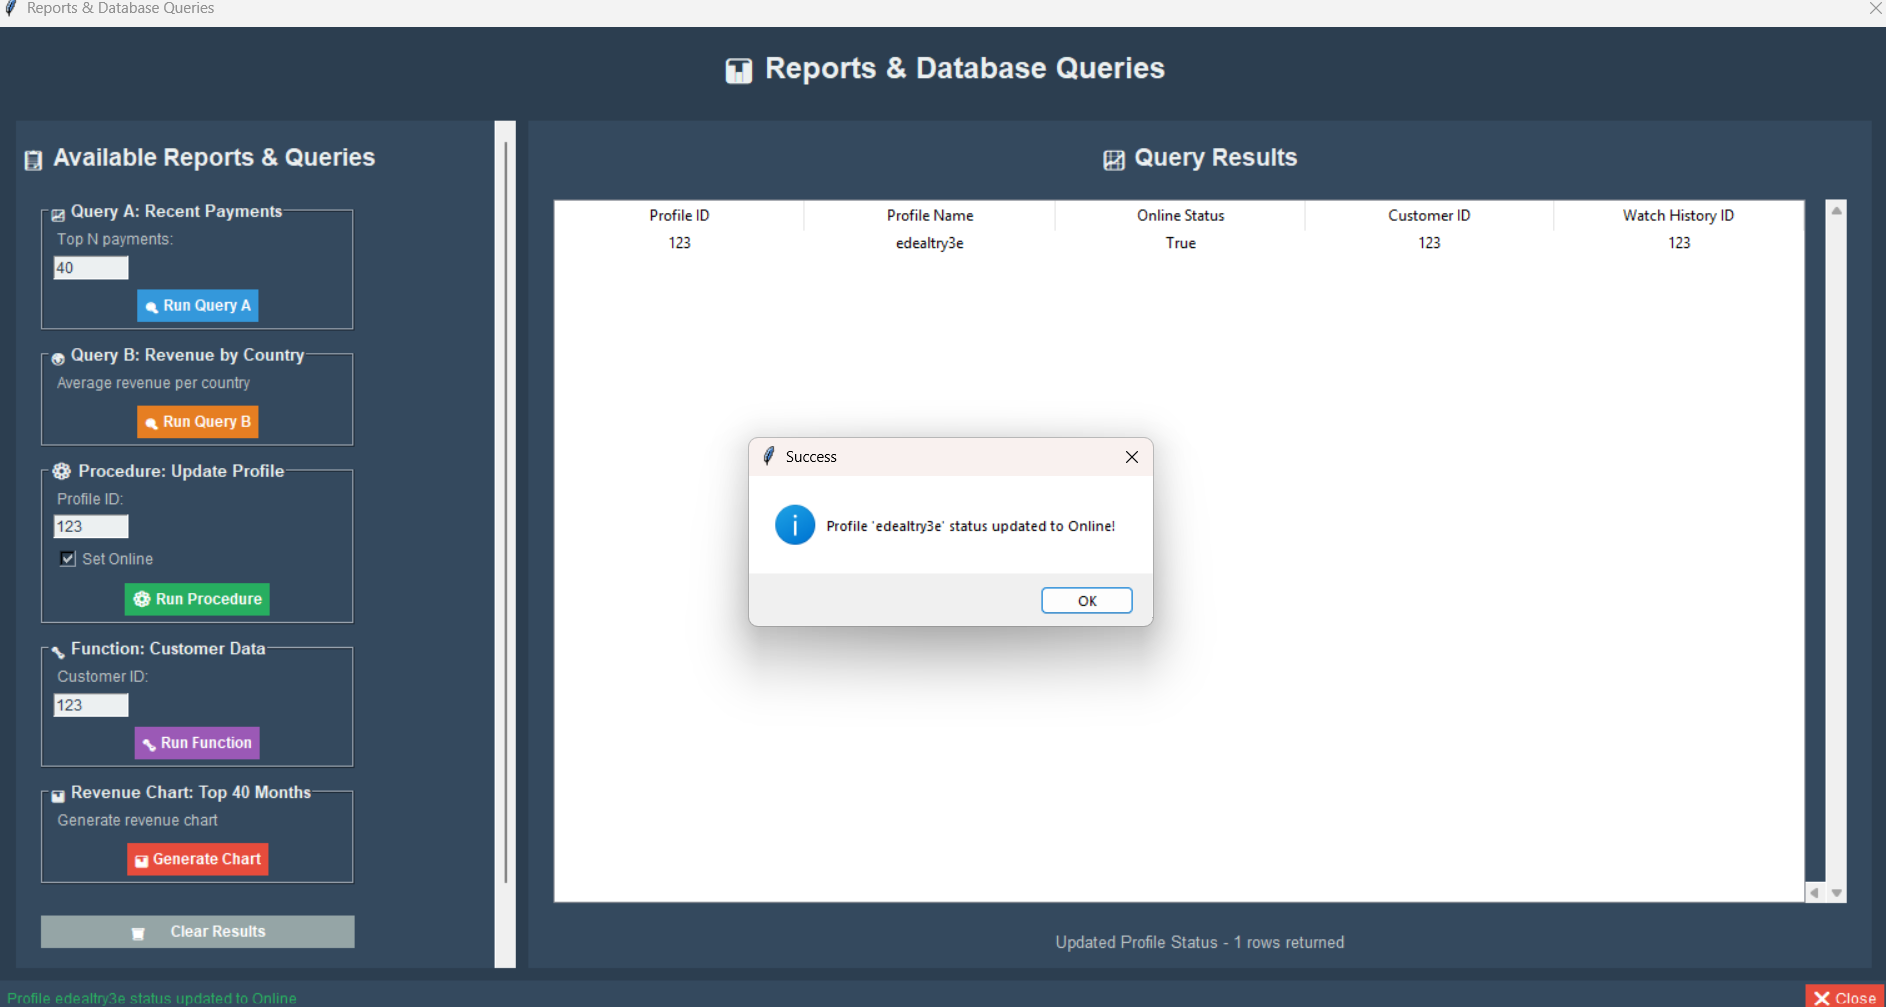 Reports & Database Queries
Reports & Database Queries
Available Reports & Queries
Query A: Recent Payments
Top N payments:
40
Run Query A
Query B: Revenue by Country
Average revenue per country
Run Query B
Procedure: Update Profile
Profile ID:
123
Set Online
Run Procedure
Function: Customer Data
Customer ID:
123
Run Function
Revenue Chart: Top 40 Months
Generate revenue chart
Generate Chart
Clear Results
Query Results
Profile ID Profile Name Online Status Customer ID Watch History ID
123 edealtry3e True 123 123
Success
Profile 'edealtry3e' status updated to Online!
OK
Updated Profile Status - 1 rows returned
Profile edealtry3e status updated to Online
Close